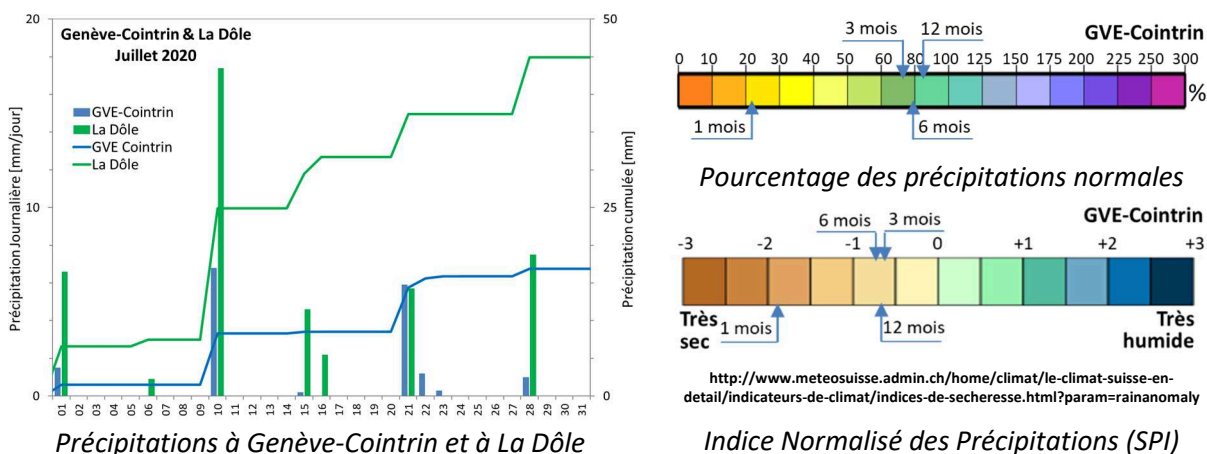 20
10
0
Précipitation Journalière [mm/jour]
Genève-Cointrin & La Dôle
Juillet 2020
GVE-Cointrin
La Dôle
GVE Cointrin
La Dôle
50
25
0
Précipitation cumulée [mm]
01 02 03 04 05 06 07 08 09 10 11 12 13 14 15 16 17 18 19 20 21 22 23 24 25 26 27 28 29 30 31
Précipitations à Genève-Cointrin et à La Dôle
3 mois 12 mois
GVE-Cointrin
0 10 20 30 40 50 60 80 100 125 150 175 200 225 250 300
%
1 mois 6 mois
Pourcentage des précipitations normales
GVE-Cointrin
6 mois 3 mois
-3 -2 -1 0 +1 +2 +3
Très sec
1 mois
12 mois
Très humide
http://www.meteosuisse.admin.ch/home/climat/le-climat-suisse-en-
detail/indicateurs-de-climat/indices-de-secheresse.html?param=rainanomaly
Indice Normalisé des Précipitations (SPI)